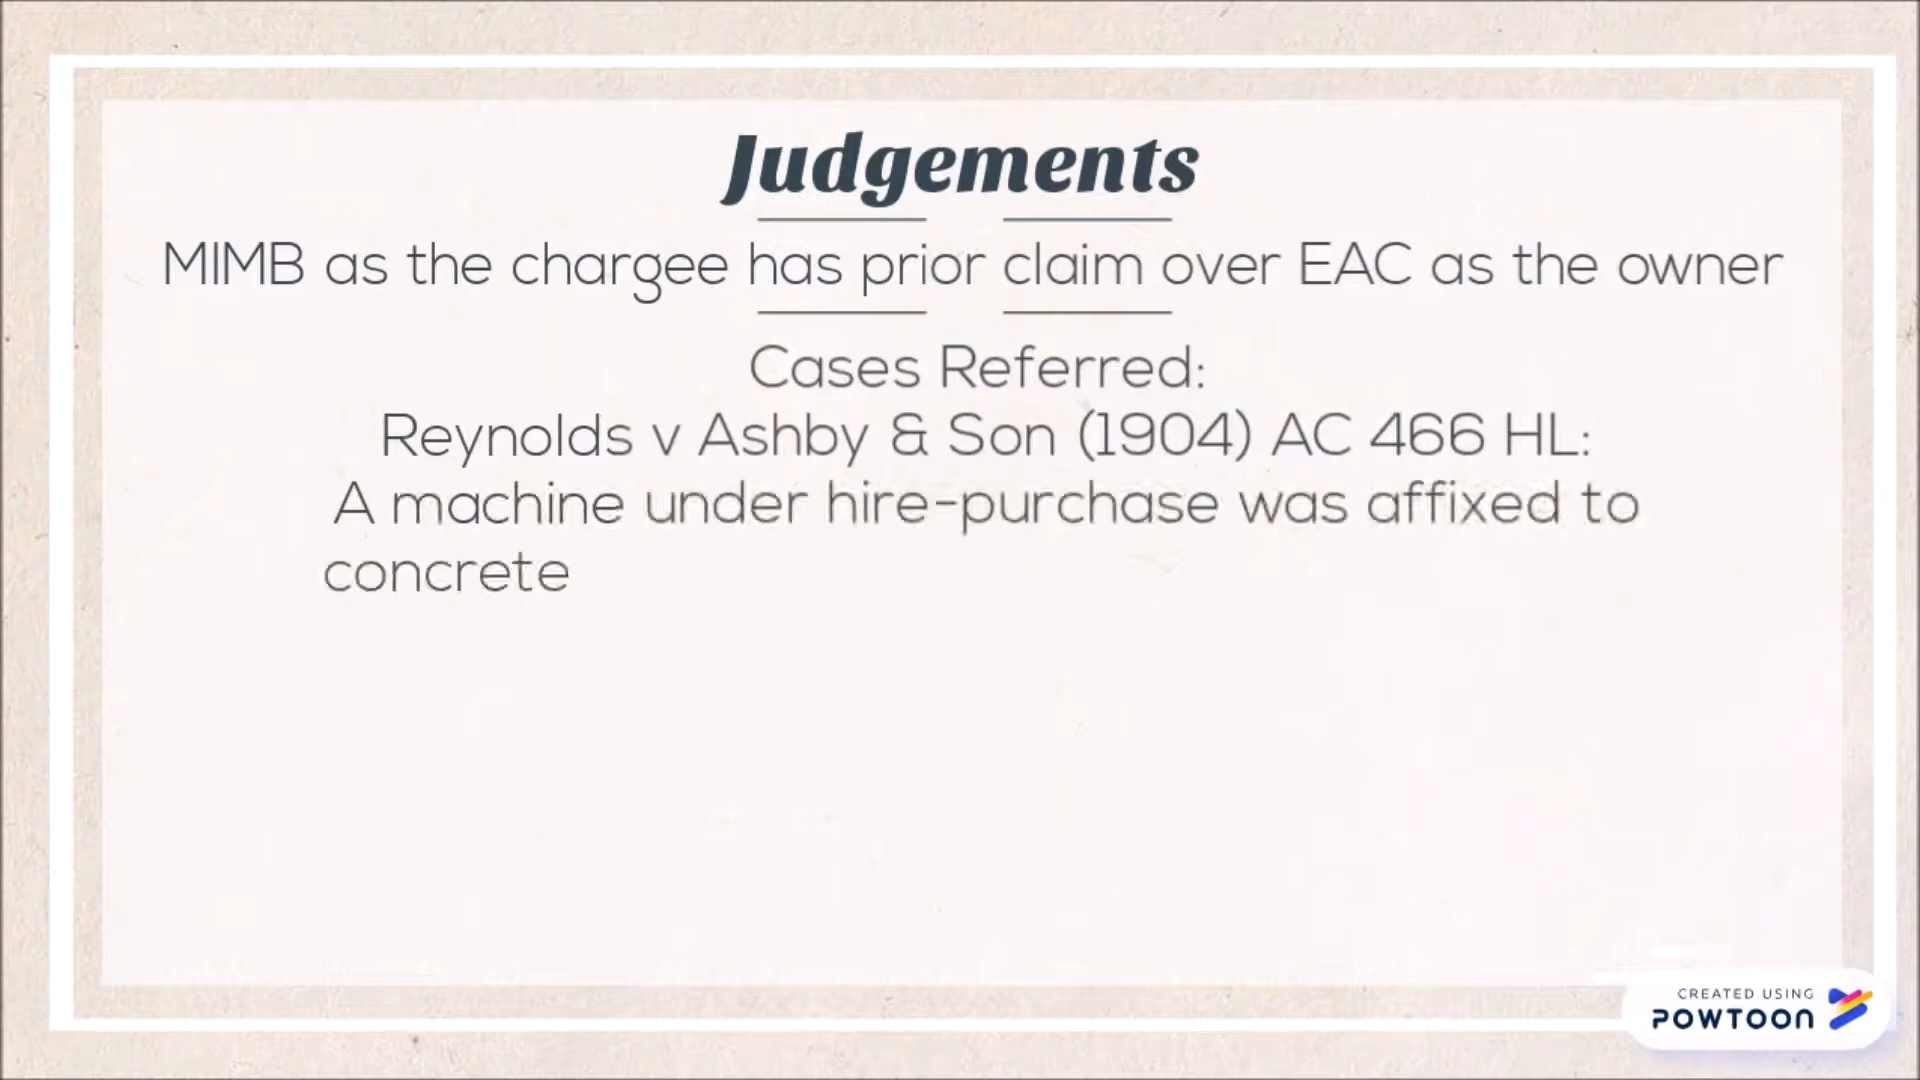 Judgements
MIMB as the chargee has prior claim over EAC as the owner
Cases Referred:
Reynolds v Ashby & Son (1904) AC 466 HL:
A machine under hire-purchase was affixed to
concrete
CREATED USING
POWTOON